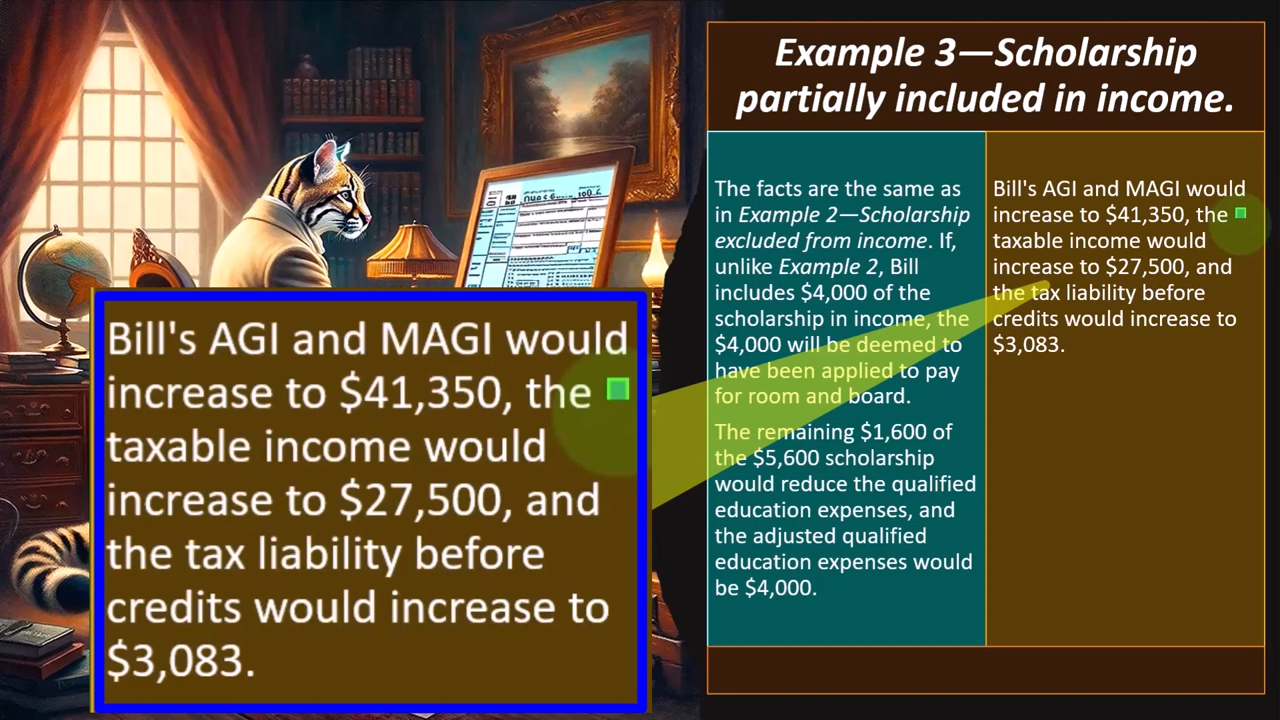 Example 3—Scholarship
partially included in income.
The facts are the same as
in Example 2—Scholarship
excluded from income. If,
unlike Example 2, Bill
includes $4,000 of the
scholarship in income, the
$4,000 will be deemed to
have been applied to pay
for room and board.
The remaining $1,600 of
the $5,600 scholarship
would reduce the qualified
education expenses, and
the adjusted qualified
education expenses would
be $4,000.
Bill's AGI and MAGI would
increase to $41,350, the
taxable income would
increase to $27,500, and
the tax liability before
credits would increase to
$3,083.
Bill's AGI and MAGI would
increase to $41,350, the
taxable income would
increase to $27,500, and
the tax liability before
credits would increase to
$3,083.